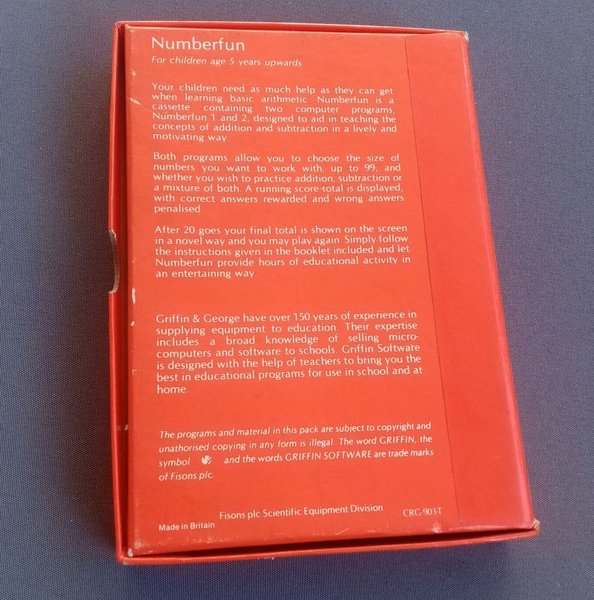 Numberfun
For children age 5 years upwards
Your children need as much help as they can get
when learning basic arithmetic. Numberfun is a
cassette containing two computer programs,
Numberfun 1 and 2, designed to aid in teaching the
concepts of addition and subtraction in a lively and
motivating way.
Both programs allow you to choose the size of
numbers you want to work with, up to 99, and
whether you wish to practice addition, subtraction or
a mixture of both. A running score-total is displayed,
with correct answers rewarded and wrong answers
penalised.
After 20 goes your final total is shown on the screen
in a novel way and you may play again. Simply follow
the instructions given in the booklet included and let
Numberfun provide hours of educational activity in
an entertaining way.
Griffin & George have over 150 years of experience in
supplying equipment to education. Their expertise
includes a broad knowledge of selling micro-
computers and software to schools. Griffin Software
is designed with the help of teachers to bring you the
best in educational programs for use in school and at
home.
The programs and material in this pack are subject to copyright and
unathorised copying in any form is illegal. The word GRIFFIN, the
symbol and the words GRIFFIN SOFTWARE are trade marks
of Fisons plc.
Fisons plc Scientific Equipment Division
Made in Britain CRG-903-T